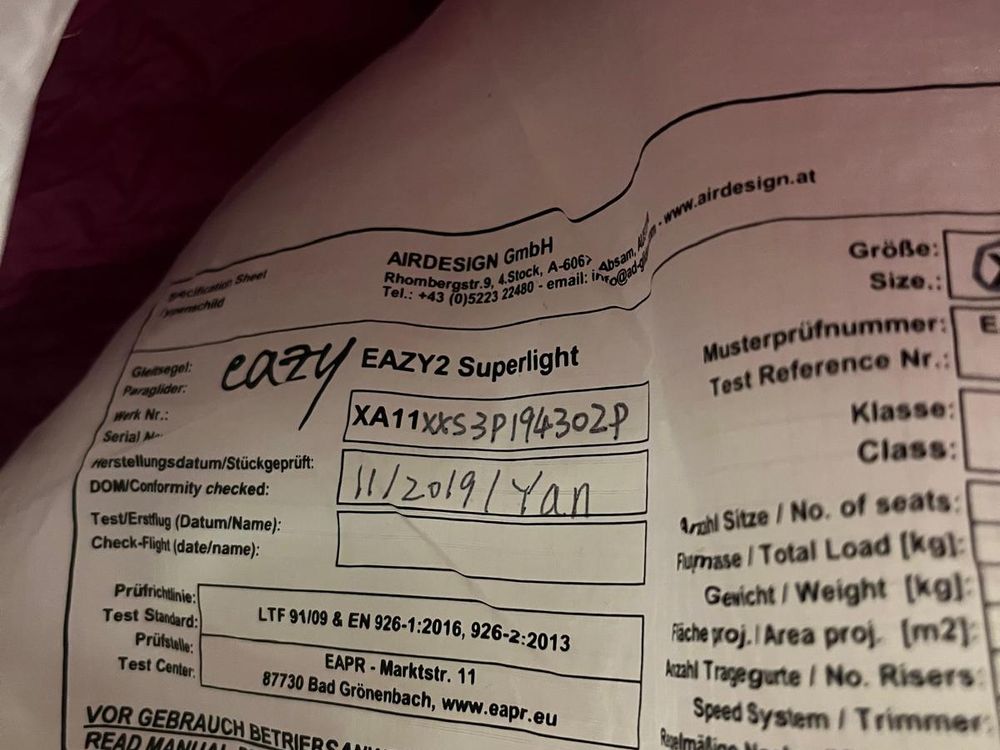 Specification Sheet
Typenschild
AIRDESIGN GmbH
Rhombergstr.9, 4.Stock, A-6067 Absam,
Tel.: +43 (0)5223 22480 - email: - www.airdesign.at
Gleitsegel:
Paraglider:
eazy EAZY2 Superlight
Werk Nr.:
Serial
XA11XXS3P194302P
Herstellungsdatum/Stückgeprüft:
DOM/Conformity checked:
11/2019/Yan
Test/Erstflug (Datum/Name):
Check-Flight (date/name):
Prüfrichtlinie:
Test Standard:
LTF 91/09 & EN 926-1:2016, 926-2:2013
Prüfstelle:
Test Center:
EAPR - Marktstr. 11
87730 Bad Grönenbach, www.eapr.eu
VOR GEBRAUCH
READ MANUAL
Größe:
Size.:
Musterprüfnummer:
Test Reference Nr.:
E
Klasse:
Class:
Anzahl Sitze / No. of seats:
/ Total Load [kg]:
Gewicht / Weight [kg]:
Fläche proj. / Area proj. [m2]:
Anzahl Tragegurte / No. Risers:
Speed System / Trimmer: